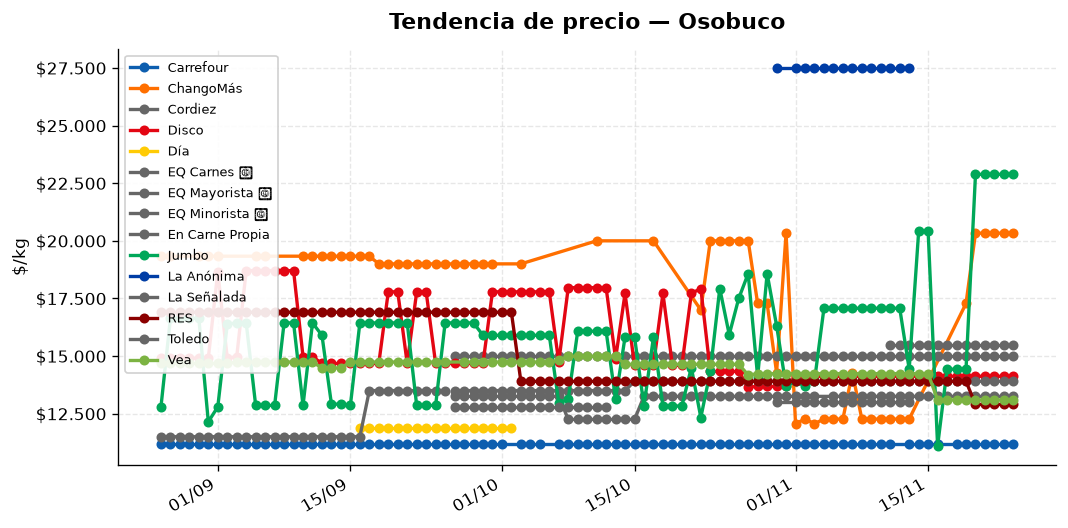 Tendencia de precio — Osobuco
$/kg
$27.500
$25.000
$22.500
$20.000
$17.500
$15.000
$12.500
Carrefour
ChangoMás
Cordiez
Disco
Día
EQ Carnes
EQ Mayorista
EQ Minorista
En Carne Propia
Jumbo
La Anónima
La Señalada
RES
Toledo
Vea
01/09
15/09
01/10
15/10
01/11
15/11